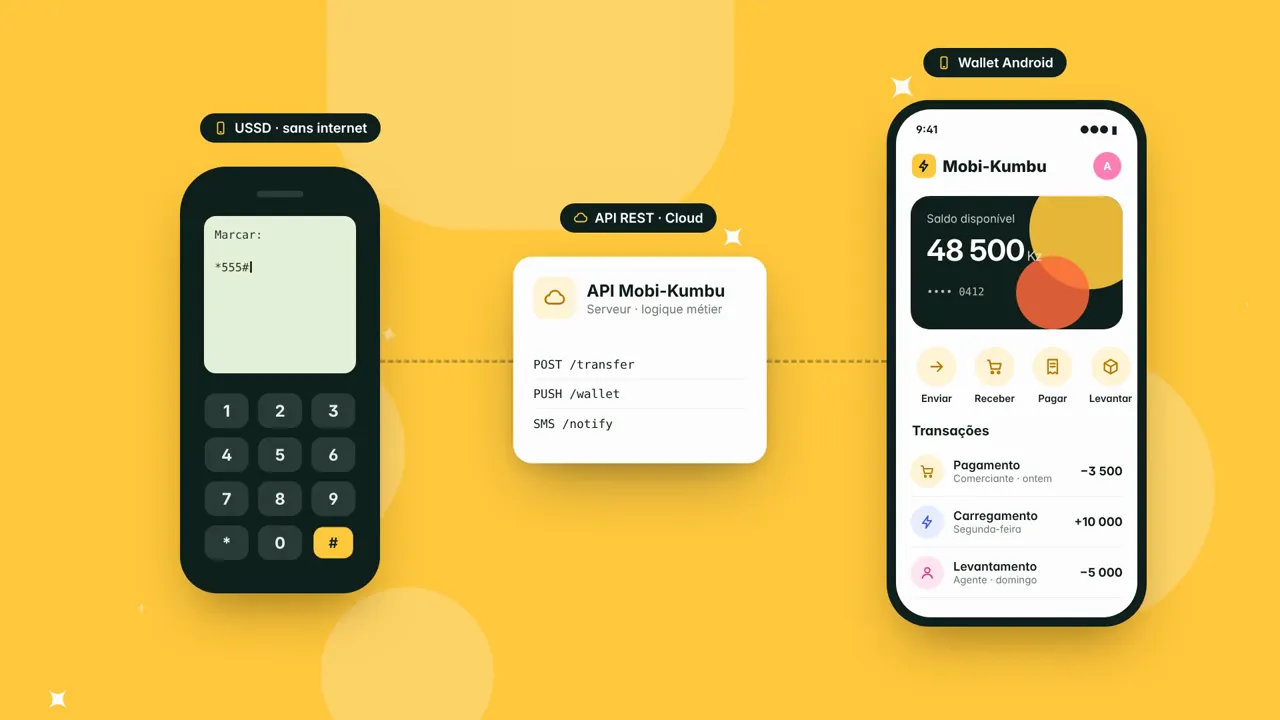 USSD · sans internet
Marcar:
*555#
1 2 3
4 5 6
7 8 9
* 0 #
API REST · Cloud
API Mobi-Kumbu
Serveur · logique métier
POST /transfer
PUSH /wallet
SMS /notify
Wallet Android
9:41
Mobi-Kumbu
A
Saldo disponível
48 500 Kz
•••• 0412
Enviar Receber Pagar Levantar
Transações
Pagamento −3 500
Comerciante · ontem
Carregamento +10 000
Segunda-feira
Levantamento −5 000
Agente · domingo